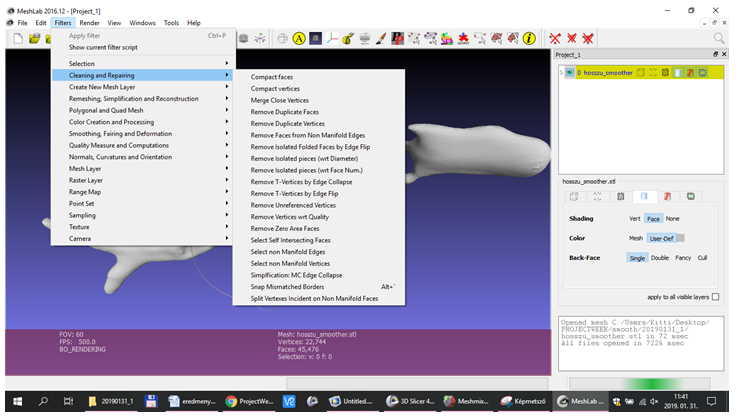 MeshLab 2016.12 - [Project_1]
File Edit Filters Render View Windows Tools Help
Apply filter Ctrl+P
Show current filter script
Selection
Cleaning and Repairing
Create New Mesh Layer
Remeshing, Simplification and Reconstruction
Polygonal and Quad Mesh
Color Creation and Processing
Smoothing, Fairing and Deformation
Quality Measure and Computations
Normals, Curvatures and Orientation
Mesh Layer
Raster Layer
Range Map
Point Set
Sampling
Texture
Camera
Compact faces
Compact vertices
Merge Close Vertices
Remove Duplicate Faces
Remove Duplicate Vertices
Remove Faces from Non Manifold Edges
Remove Isolated Folded Faces by Edge Flip
Remove Isolated pieces (wrt Diameter)
Remove Isolated pieces (wrt Face Num.)
Remove T-Vertices by Edge Collapse
Remove T-Vertices by Edge Flip
Remove Unreferenced Vertices
Remove Vertices wrt Quality
Remove Zero Area Faces
Select Self Intersecting Faces
Select non Manifold Edges
Select non Manifold Vertices
Simplfication: MC Edge Collapse
Snap Mismatched Borders Alt+`
Split Vertexes Incident on Non Manifold Faces
Project_1
0 hosszu_smoother
hosszu_smoother.stl
Shading Vert Face None
Color Mesh User-Def
Back-Face Single Double Fancy Cull
apply to all visible layers
Opened mesh C:/Users/Kitti/Desktop/
PROJECTWEEK/smooth/20190131_1/
hosszu_smoother.stl in 72 msec
All files opened in 7226 msec
FOV: 60
FPS: 500.0
BO_RENDERING
Mesh: hosszu_smoother.stl
Vertices: 22,744
Faces: 45,476
Selection: v: 0 f: 0
20190131_1
eredmeny...
ProjectWe...
Untitled....
3D Slicer 4...
Meshmix...
Képmetsző
MeshLab ...
11:41
2019. 01. 31.